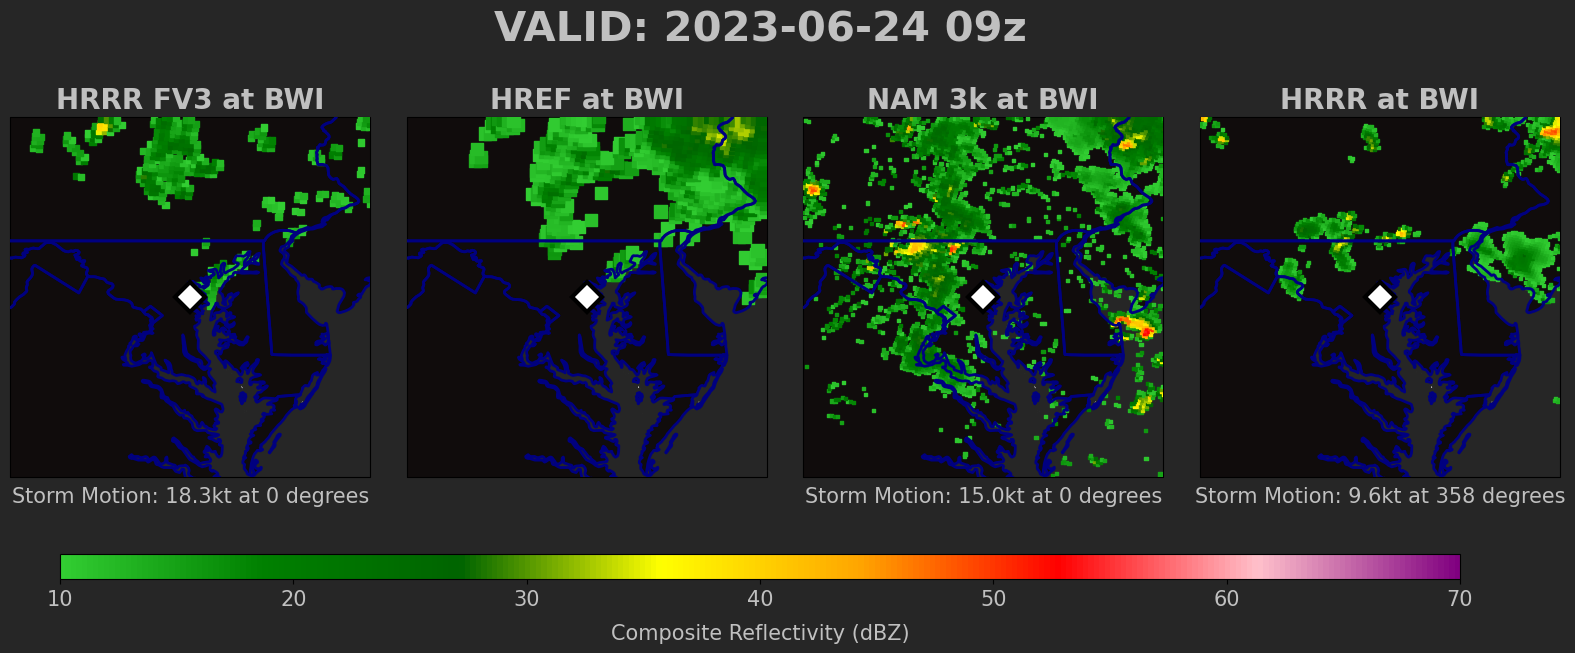 VALID: 2023-06-24 09z
HRRR FV3 at BWI
HREF at BWI
NAM 3k at BWI
HRRR at BWI
Storm Motion: 18.3kt at 0 degrees
Storm Motion: 15.0kt at 0 degrees
Storm Motion: 9.6kt at 358 degrees
10 20 30 40 50 60 70
Composite Reflectivity (dBZ)